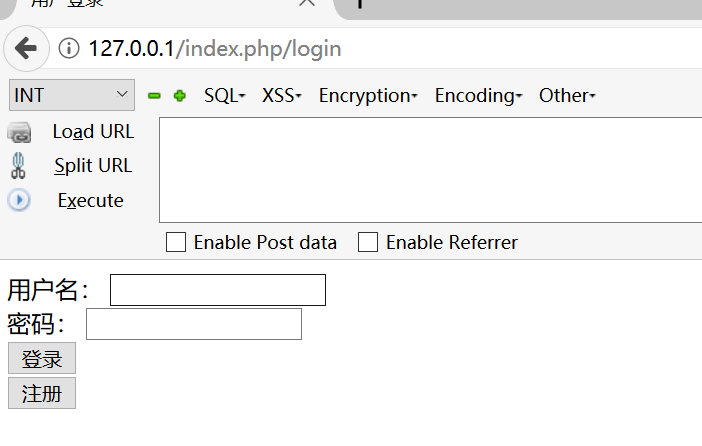 用户登录
127.0.0.1/index.php/login
INT SQL XSS Encryption Encoding Other
Load URL
Split URL
Execute
Enable Post data Enable Referrer
用户名：
密码：
登录
注册